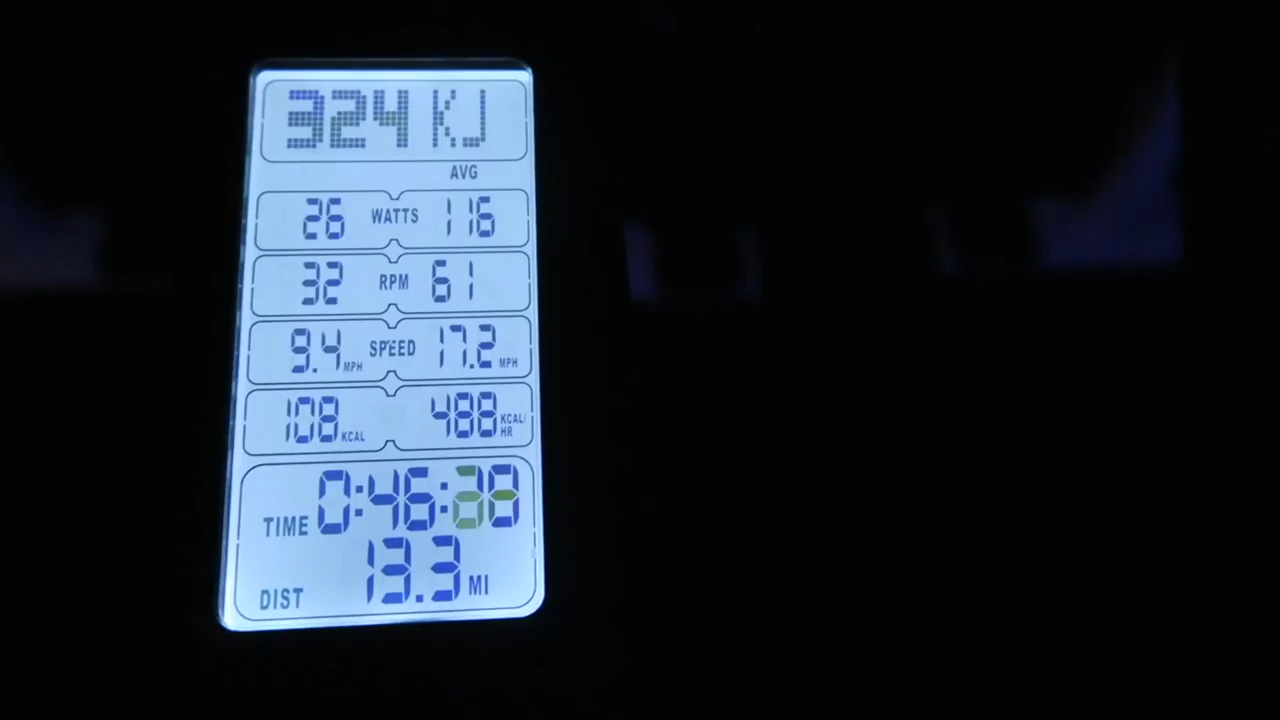 324 KJ
AVG
26 WATTS 116
32 RPM 61
9.4 MPH SPEED 17.2 MPH
108 KCAL 488 KCAL/HR
TIME 0:46:38
DIST 13.3 MI